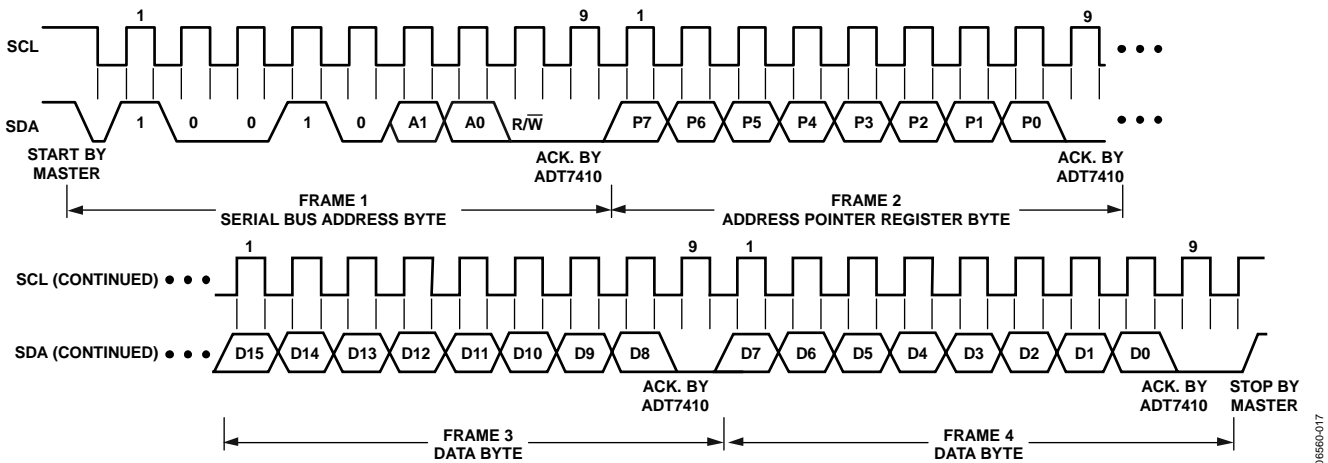 1 9 1 9
SCL
SDA 1 0 0 1 0 A1 A0 R/W̅ P7 P6 P5 P4 P3 P2 P1 P0
START BY
MASTER
ACK. BY
ADT7410
ACK. BY
ADT7410
FRAME 1
SERIAL BUS ADDRESS BYTE
FRAME 2
ADDRESS POINTER REGISTER BYTE
1 9 1 9
SCL (CONTINUED)
SDA (CONTINUED) D15 D14 D13 D12 D11 D10 D9 D8 D7 D6 D5 D4 D3 D2 D1 D0
ACK. BY
ADT7410
ACK. BY
ADT7410
STOP BY
MASTER
FRAME 3
DATA BYTE
FRAME 4
DATA BYTE
06560-017